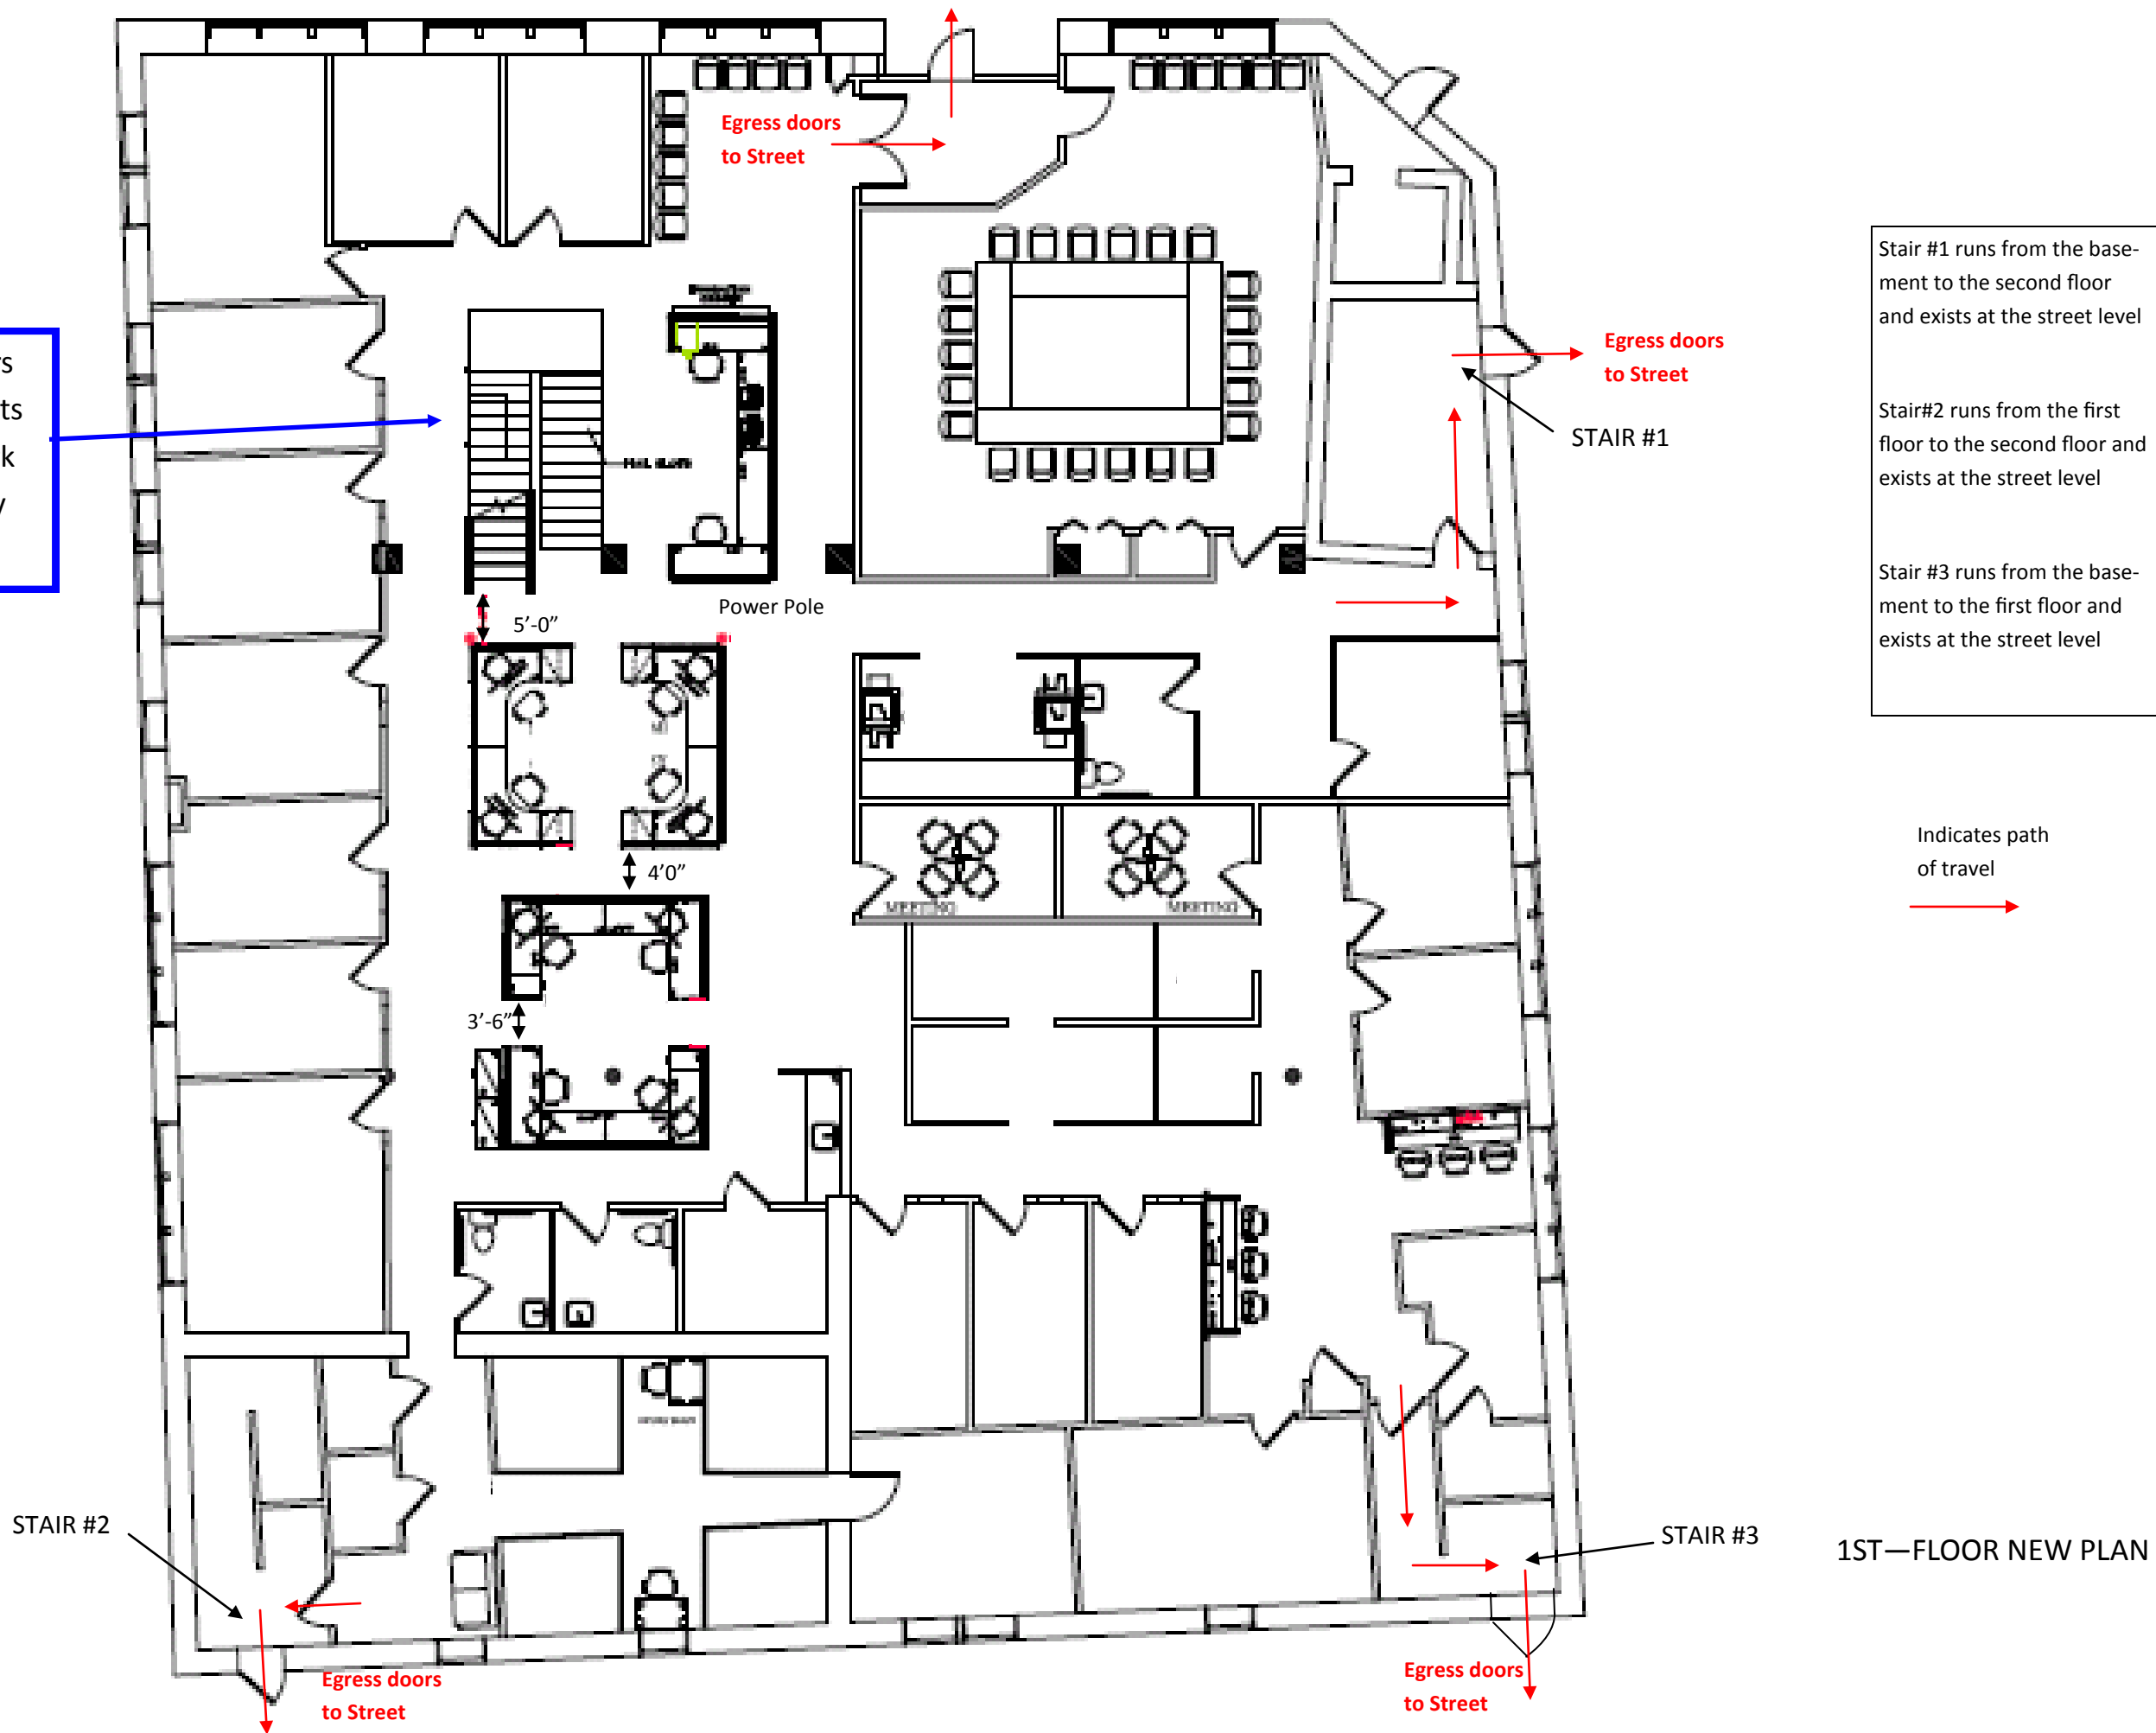 Egress doors
to Street
Stair #1 runs from the base-
ment to the second floor
and exists at the street level
Stair#2 runs from the first
floor to the second floor and
exists at the street level
Stair #3 runs from the base-
ment to the first floor and
exists at the street level
Egress doors
to Street
STAIR #1
rs
ts
k
y
Power Pole
5’-0”
Indicates path
of travel
4’0”
MEETING
MEETING
3’-6”
STAIR #2
STAIR #3
1ST—FLOOR NEW PLAN
Egress doors
to Street
Egress doors
to Street